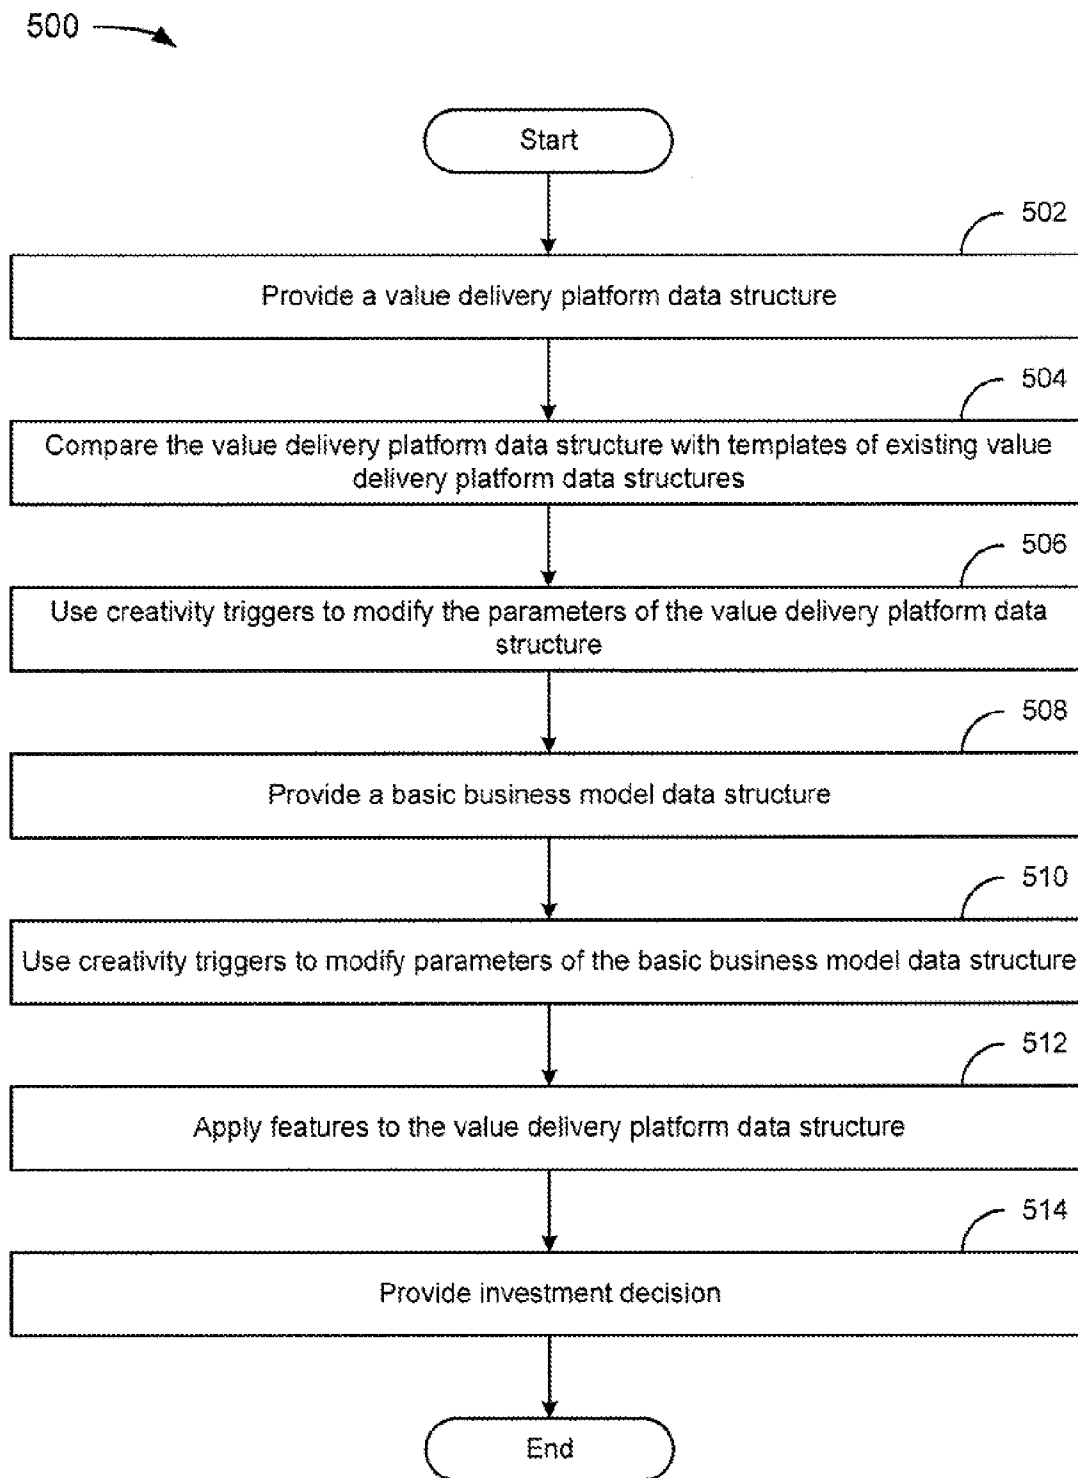 500
Start
502
Provide a value delivery platform data structure
504
Compare the value delivery platform data structure with templates of existing value
delivery platform data structures
506
Use creativity triggers to modify the parameters of the value delivery platform data
structure
508
Provide a basic business model data structure
510
Use creativity triggers to modify parameters of the basic business model data structure
512
Apply features to the value delivery platform data structure
514
Provide investment decision
End